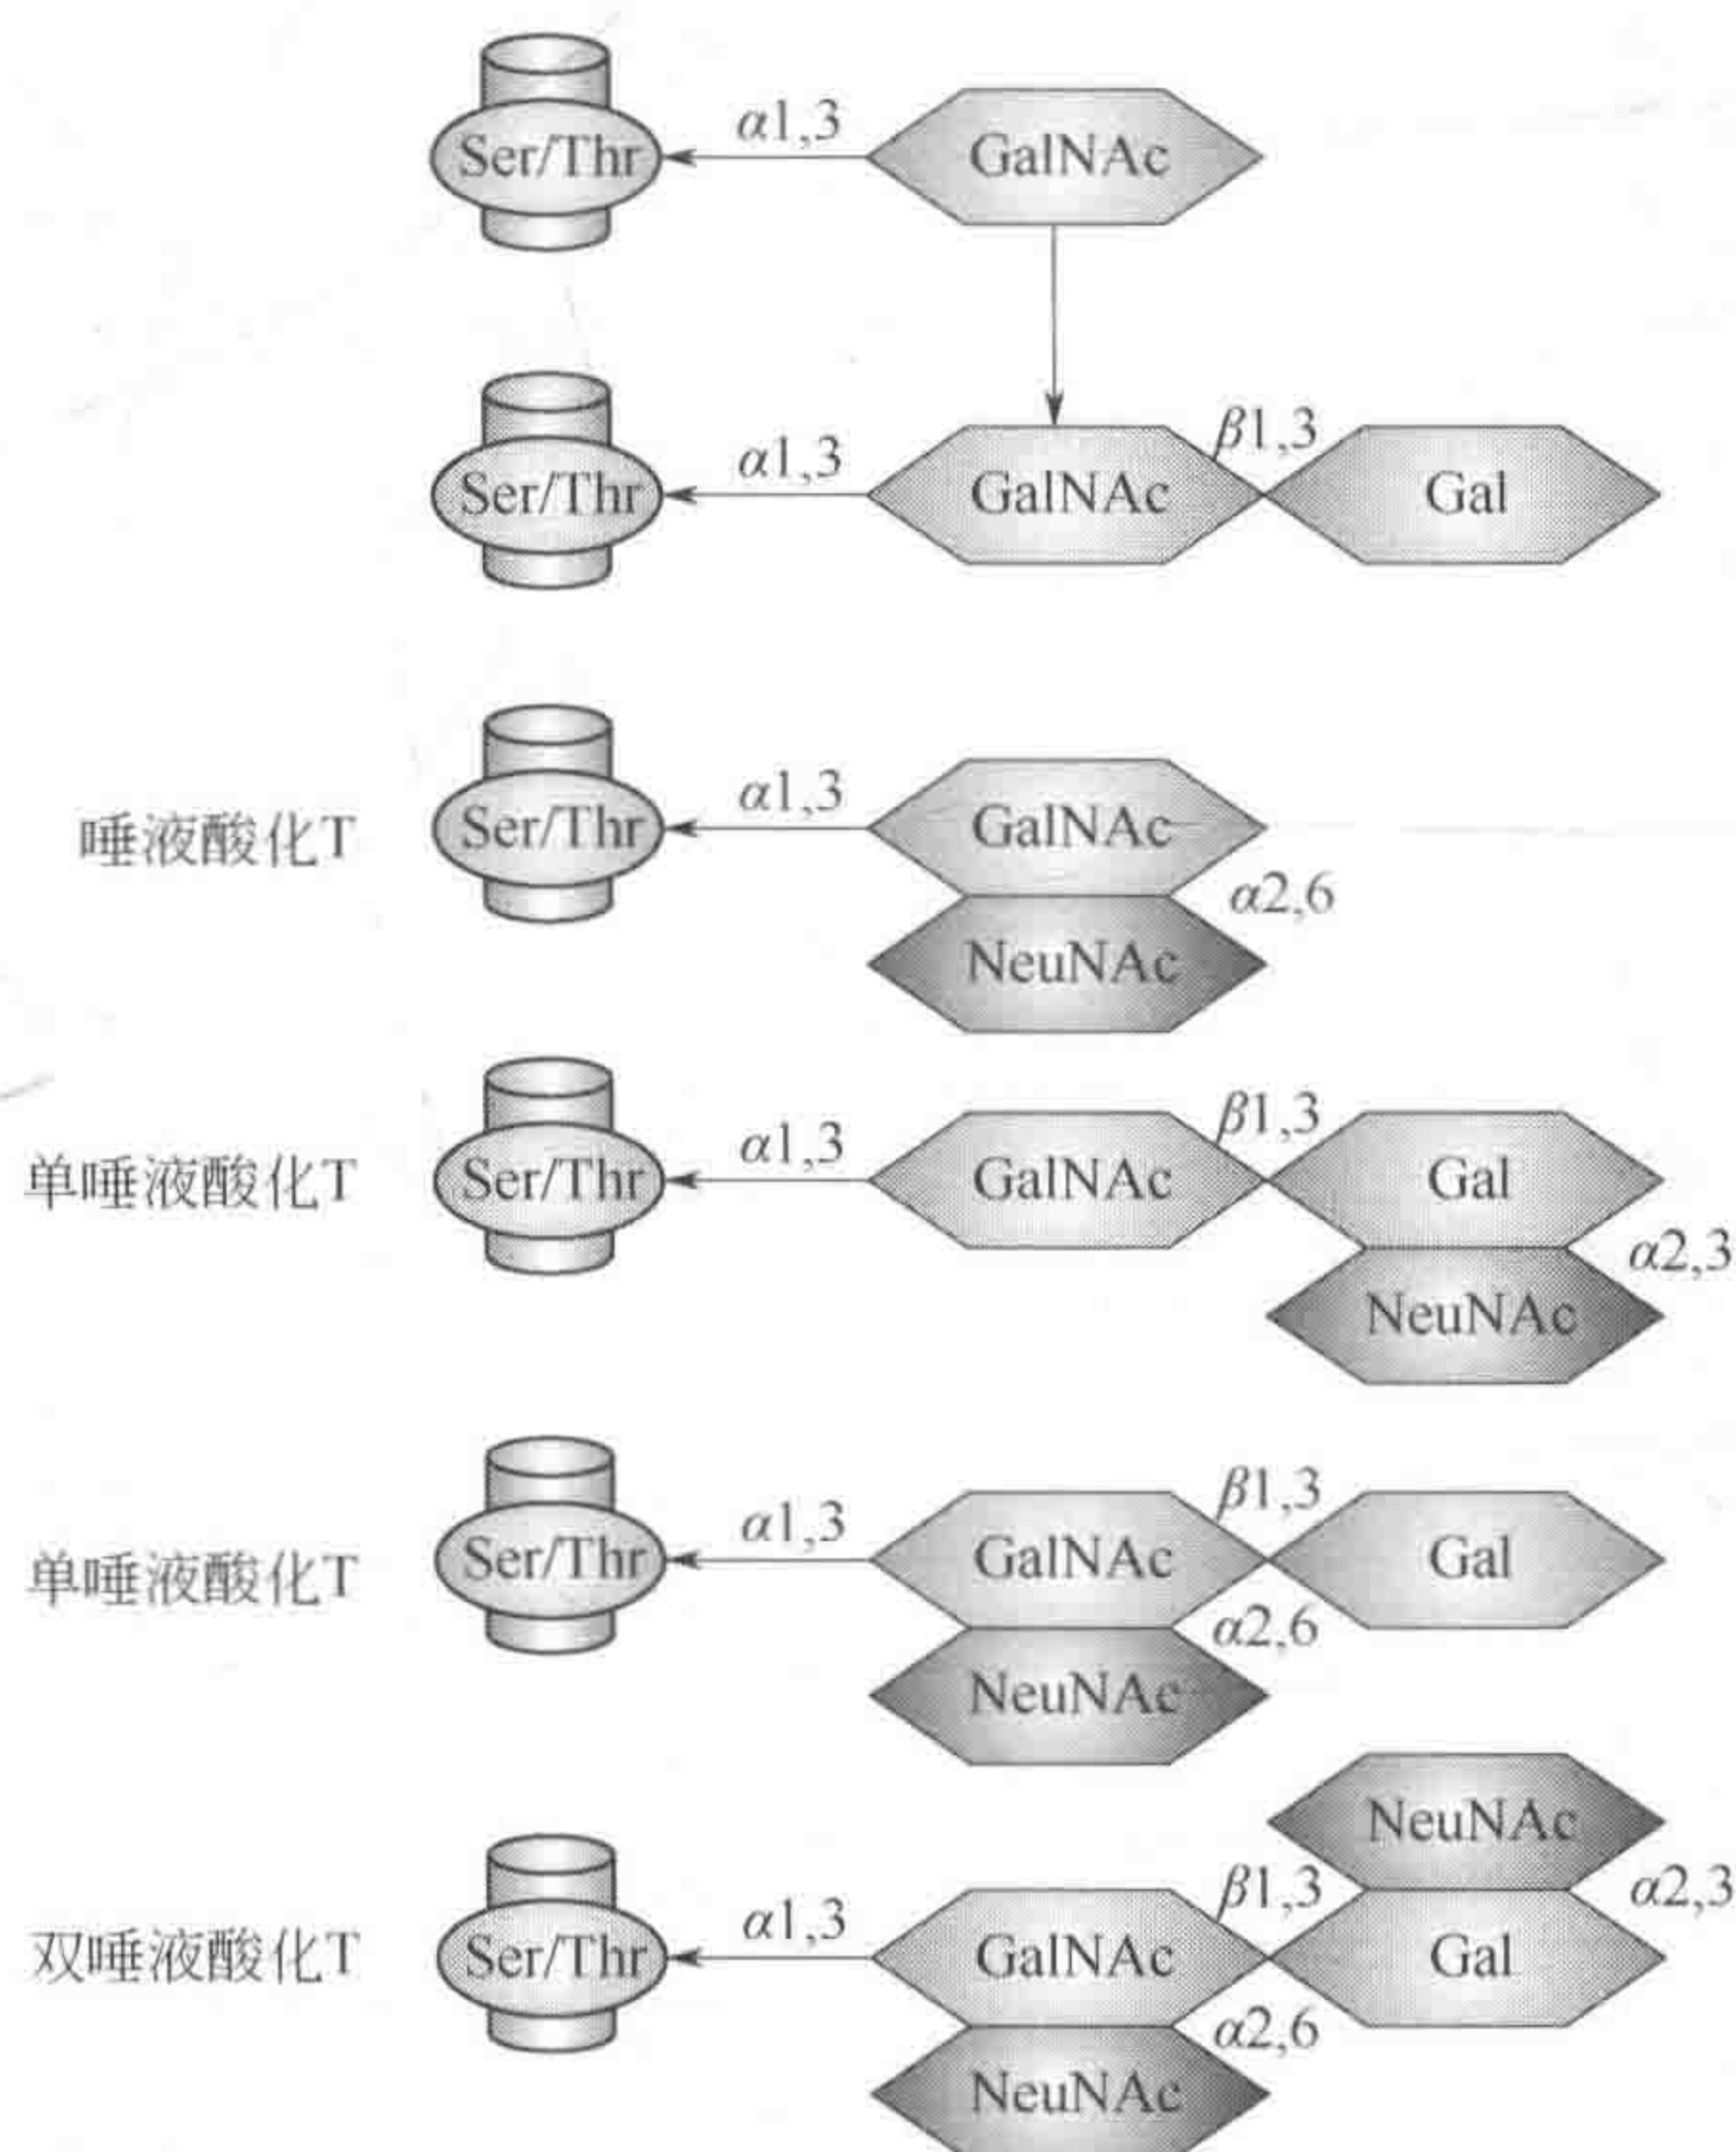 Ser/Thr α1,3 GalNAc
Ser/Thr α1,3 GalNAc β1,3 Gal
唾液酸化T Ser/Thr α1,3 GalNAc
α2,6
NeuNAc
单唾液酸化T Ser/Thr α1,3 GalNAc β1,3 Gal
α2,3
NeuNAc
单唾液酸化T Ser/Thr α1,3 GalNAc β1,3 Gal
α2,6
NeuNAc
NeuNAc
α2,3
双唾液酸化T Ser/Thr α1,3 GalNAc β1,3 Gal
α2,6
NeuNAc